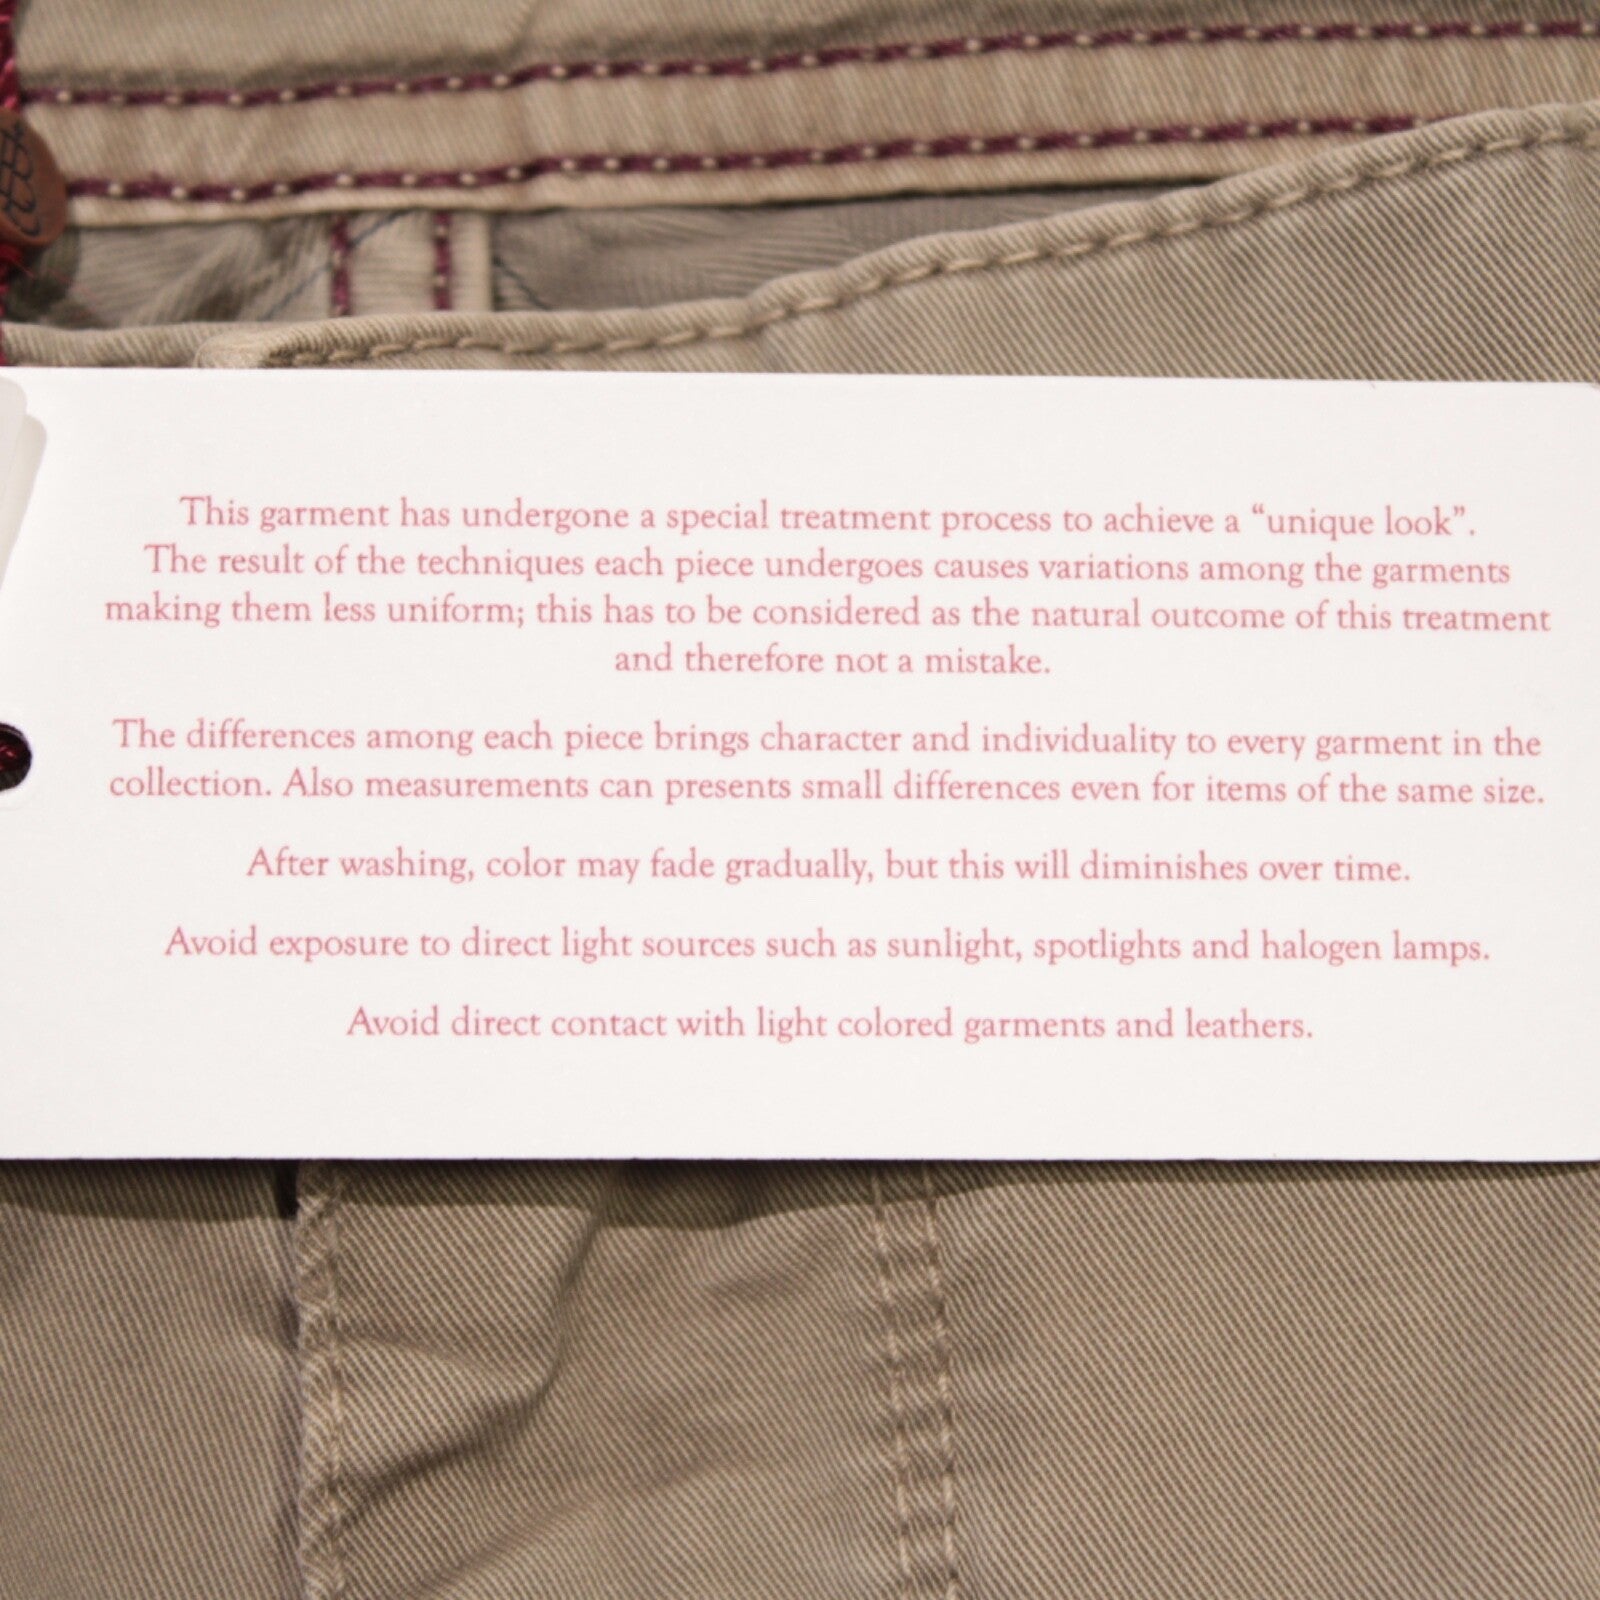 This garment has undergone a special treatment process to achieve a “unique look”.
The result of the techniques each piece undergoes causes variations among the garments
making them less uniform; this has to be considered as the natural outcome of this treatment
and therefore not a mistake.
The differences among each piece brings character and individuality to every garment in the
collection. Also measurements can presents small differences even for items of the same size.
After washing, color may fade gradually, but this will diminishes over time.
Avoid exposure to direct light sources such as sunlight, spotlights and halogen lamps.
Avoid direct contact with light colored garments and leathers.